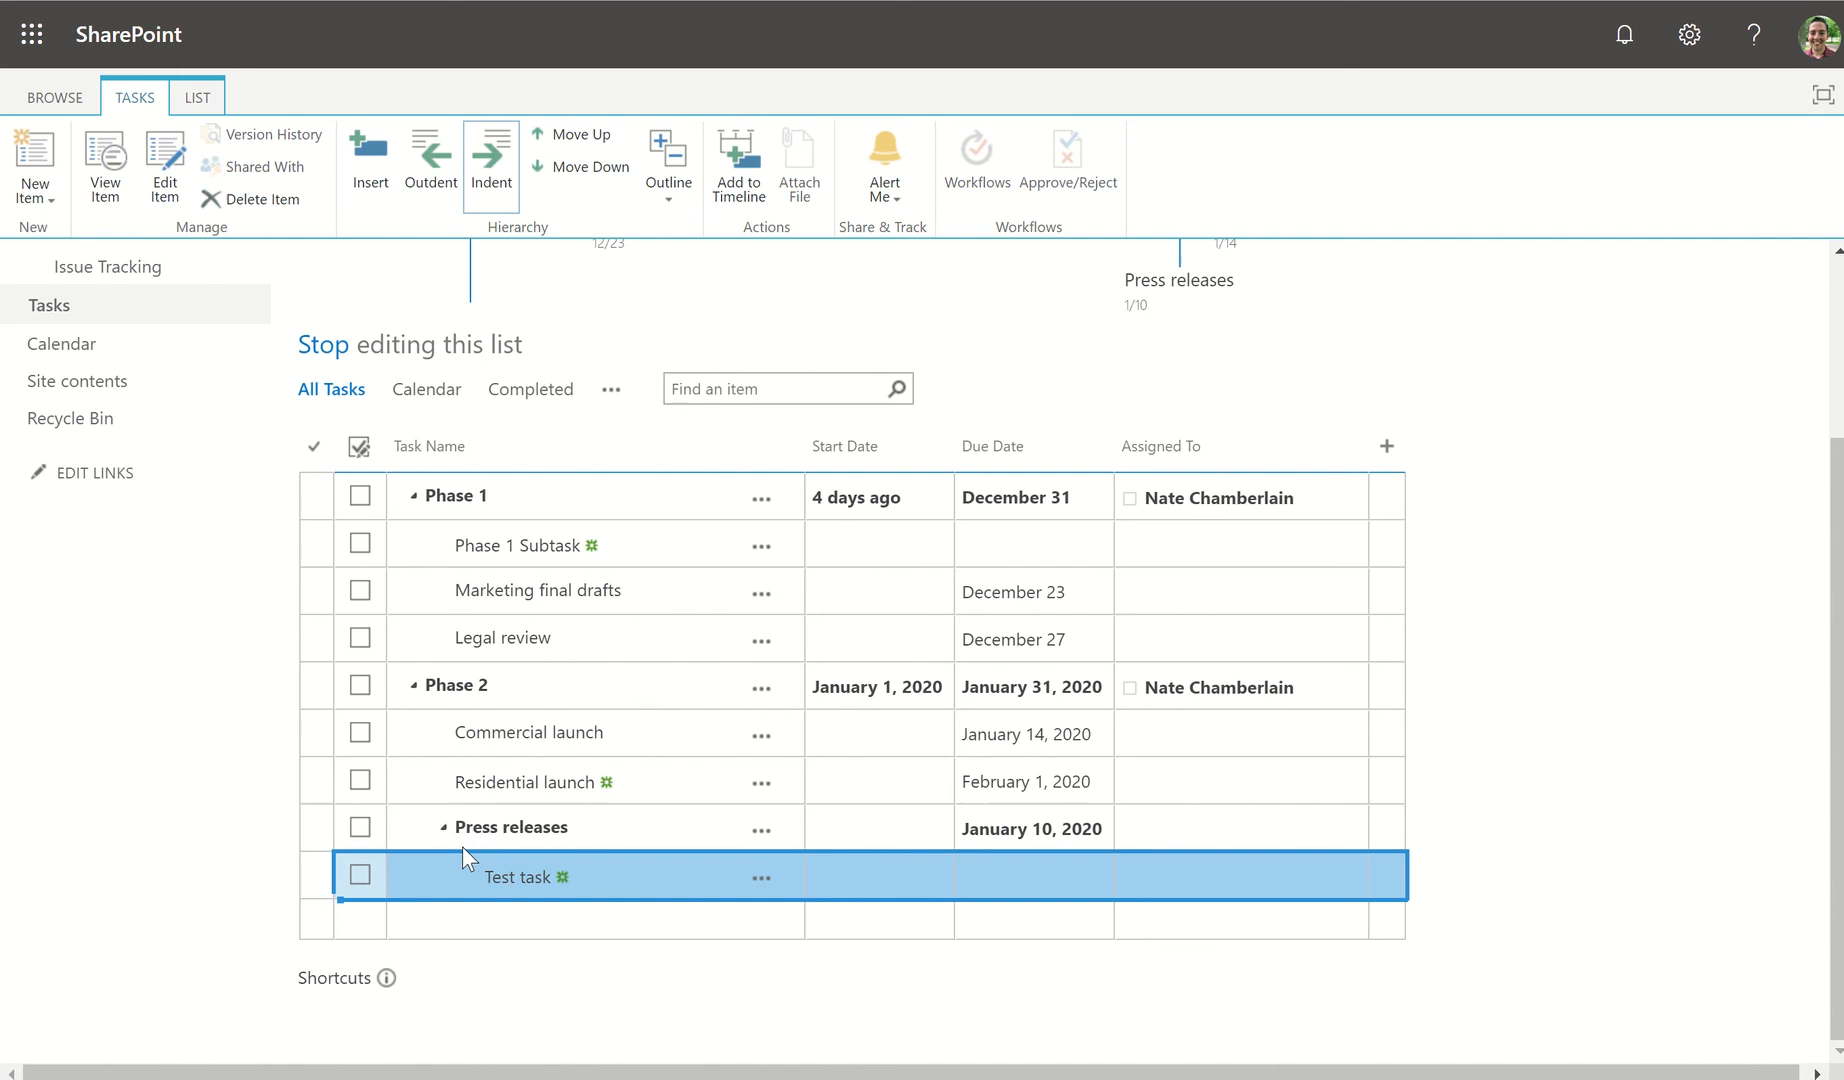 SharePoint
BROWSE TASKS LIST
New Item
View Item
Edit Item
Version History
Shared With
Delete Item
Insert
Outdent
Indent
Move Up
Move Down
Outline
Add to Timeline
Attach File
Alert Me
Workflows
Approve/Reject
New
Manage
Hierarchy
Actions
Share & Track
Workflows
12/23
1/14
Press releases
1/10
Issue Tracking
Tasks
Calendar
Site contents
Recycle Bin
EDIT LINKS
Stop editing this list
All Tasks Calendar Completed ••• Find an item
Task Name Start Date Due Date Assigned To
Phase 1 ••• 4 days ago December 31 Nate Chamberlain
Phase 1 Subtask •••
Marketing final drafts ••• December 23
Legal review ••• December 27
Phase 2 ••• January 1, 2020 January 31, 2020 Nate Chamberlain
Commercial launch ••• January 14, 2020
Residential launch ••• February 1, 2020
Press releases ••• January 10, 2020
Test task •••
Shortcuts